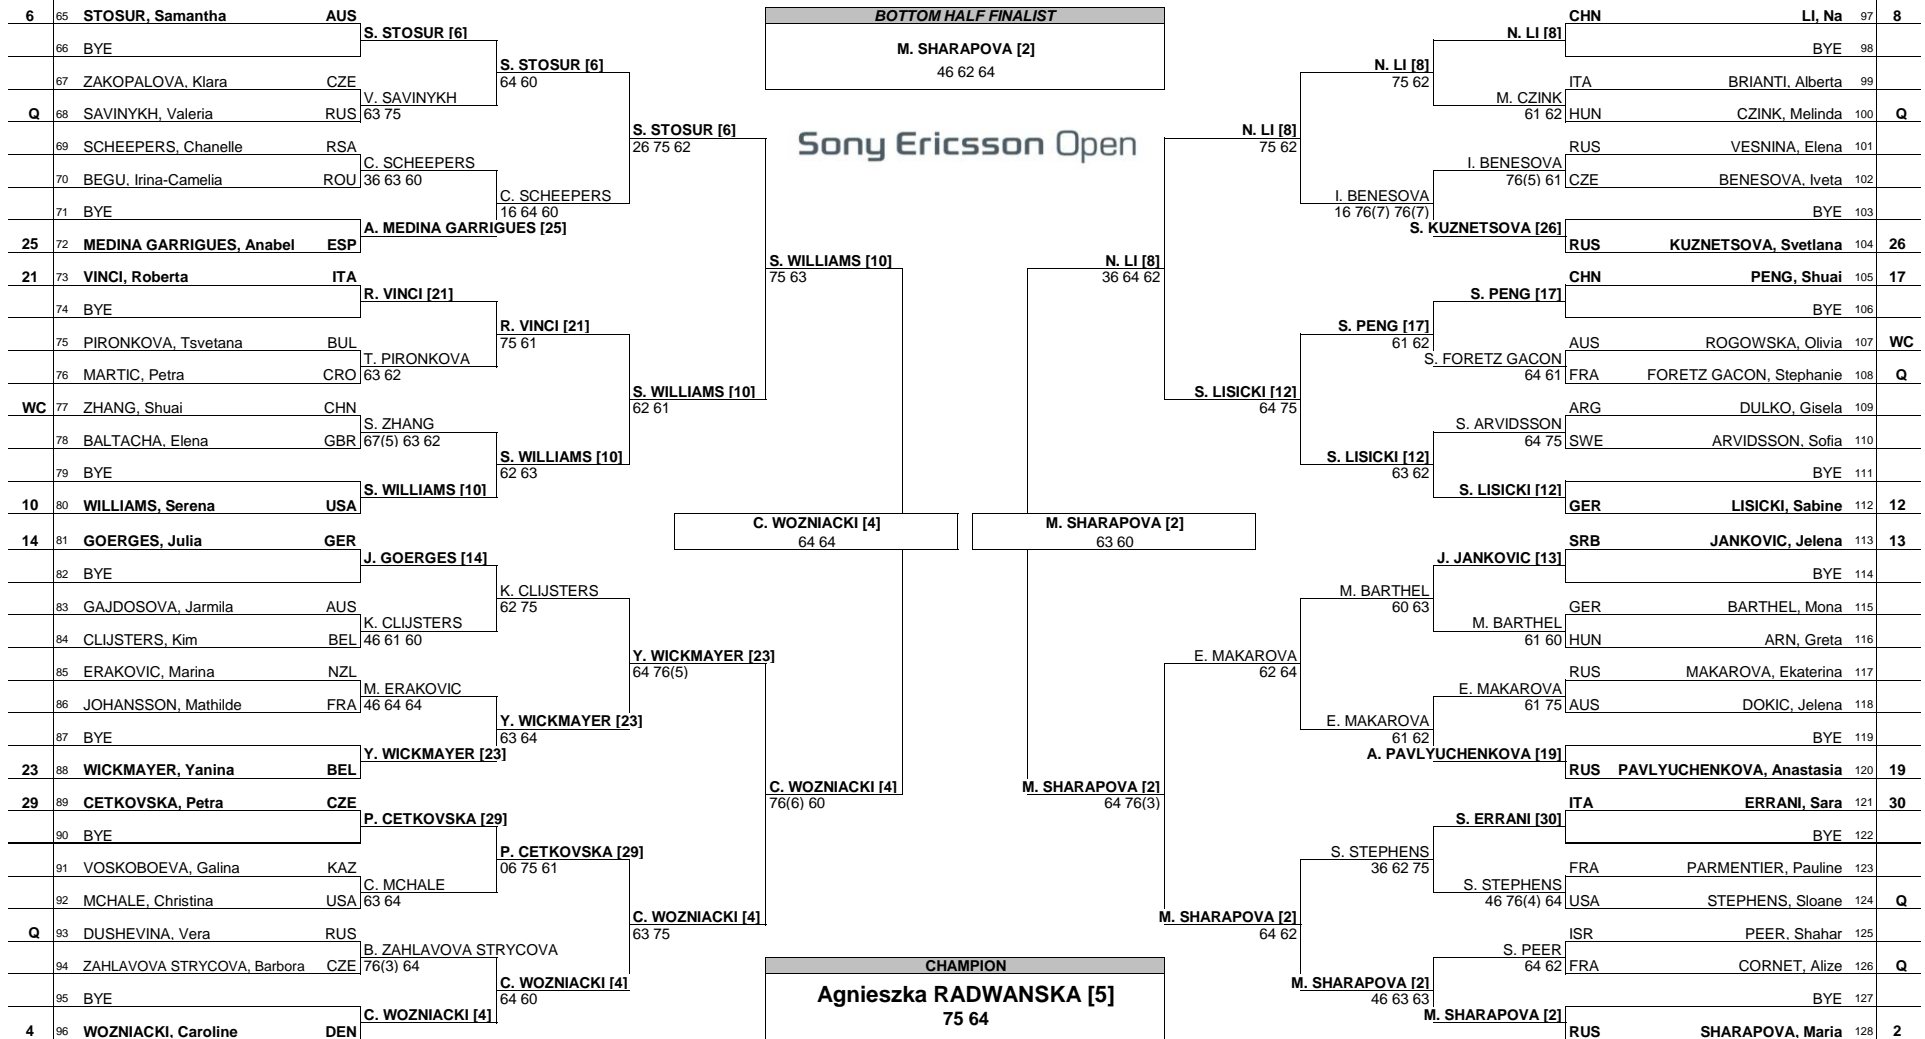 6 65 STOSUR, Samantha AUS
S. STOSUR [6]
66 BYE
S. STOSUR [6]
64 60
67 ZAKOPALOVA, Klara CZE
V. SAVINYKH
63 75
Q 68 SAVINYKH, Valeria RUS
S. STOSUR [6]
26 75 62
69 SCHEEPERS, Chanelle RSA
C. SCHEEPERS
36 63 60
70 BEGU, Irina-Camelia ROU
C. SCHEEPERS
16 64 60
71 BYE
A. MEDINA GARRIGUES [25]
25 72 MEDINA GARRIGUES, Anabel ESP
S. WILLIAMS [10]
75 63
21 73 VINCI, Roberta ITA
R. VINCI [21]
74 BYE
R. VINCI [21]
75 61
75 PIRONKOVA, Tsvetana BUL
T. PIRONKOVA
63 62
76 MARTIC, Petra CRO
S. WILLIAMS [10]
62 61
WC 77 ZHANG, Shuai CHN
S. ZHANG
67(5) 63 62
78 BALTACHA, Elena GBR
S. WILLIAMS [10]
62 63
79 BYE
S. WILLIAMS [10]
10 80 WILLIAMS, Serena USA
C. WOZNIACKI [4]
64 64
14 81 GOERGES, Julia GER
J. GOERGES [14]
82 BYE
K. CLIJSTERS
62 75
83 GAJDOSOVA, Jarmila AUS
K. CLIJSTERS
46 61 60
84 CLIJSTERS, Kim BEL
Y. WICKMAYER [23]
64 76(5)
85 ERAKOVIC, Marina NZL
M. ERAKOVIC
46 64 64
86 JOHANSSON, Mathilde FRA
Y. WICKMAYER [23]
63 64
87 BYE
Y. WICKMAYER [23]
23 88 WICKMAYER, Yanina BEL
C. WOZNIACKI [4]
76(6) 60
29 89 CETKOVSKA, Petra CZE
P. CETKOVSKA [29]
90 BYE
P. CETKOVSKA [29]
06 75 61
91 VOSKOBOEVA, Galina KAZ
C. MCHALE
63 64
92 MCHALE, Christina USA
C. WOZNIACKI [4]
63 75
Q 93 DUSHEVINA, Vera RUS
B. ZAHLAVOVA STRYCOVA
76(3) 64
94 ZAHLAVOVA STRYCOVA, Barbora CZE
C. WOZNIACKI [4]
64 60
95 BYE
C. WOZNIACKI [4]
4 96 WOZNIACKI, Caroline DEN
BOTTOM HALF FINALIST
M. SHARAPOVA [2]
46 62 64
Sony Ericsson Open
CHAMPION
Agnieszka RADWANSKA [5]
75 64
CHN LI, Na 97 8
N. LI [8]
BYE 98
N. LI [8]
75 62
ITA BRIANTI, Alberta 99
M. CZINK
61 62
HUN CZINK, Melinda 100 Q
N. LI [8]
75 62
RUS VESNINA, Elena 101
I. BENESOVA
76(5) 61
CZE BENESOVA, Iveta 102
I. BENESOVA
16 76(7) 76(7)
BYE 103
S. KUZNETSOVA [26]
RUS KUZNETSOVA, Svetlana 104 26
N. LI [8]
36 64 62
CHN PENG, Shuai 105 17
S. PENG [17]
BYE 106
S. PENG [17]
61 62
AUS ROGOWSKA, Olivia 107 WC
S. FORETZ GACON
64 61
FRA FORETZ GACON, Stephanie 108 Q
S. LISICKI [12]
64 75
ARG DULKO, Gisela 109
S. ARVIDSSON
64 75
SWE ARVIDSSON, Sofia 110
S. LISICKI [12]
63 62
BYE 111
S. LISICKI [12]
GER LISICKI, Sabine 112 12
M. SHARAPOVA [2]
63 60
SRB JANKOVIC, Jelena 113 13
J. JANKOVIC [13]
BYE 114
M. BARTHEL
60 63
GER BARTHEL, Mona 115
M. BARTHEL
61 60
HUN ARN, Greta 116
E. MAKAROVA
62 64
RUS MAKAROVA, Ekaterina 117
E. MAKAROVA
61 75
AUS DOKIC, Jelena 118
E. MAKAROVA
61 62
BYE 119
A. PAVLYUCHENKOVA [19]
RUS PAVLYUCHENKOVA, Anastasia 120 19
M. SHARAPOVA [2]
64 76(3)
ITA ERRANI, Sara 121 30
S. ERRANI [30]
BYE 122
S. STEPHENS
36 62 75
FRA PARMENTIER, Pauline 123
S. STEPHENS
46 76(4) 64
USA STEPHENS, Sloane 124 Q
M. SHARAPOVA [2]
64 62
ISR PEER, Shahar 125
S. PEER
64 62
FRA CORNET, Alize 126 Q
M. SHARAPOVA [2]
46 63 63
BYE 127
M. SHARAPOVA [2]
RUS SHARAPOVA, Maria 128 2